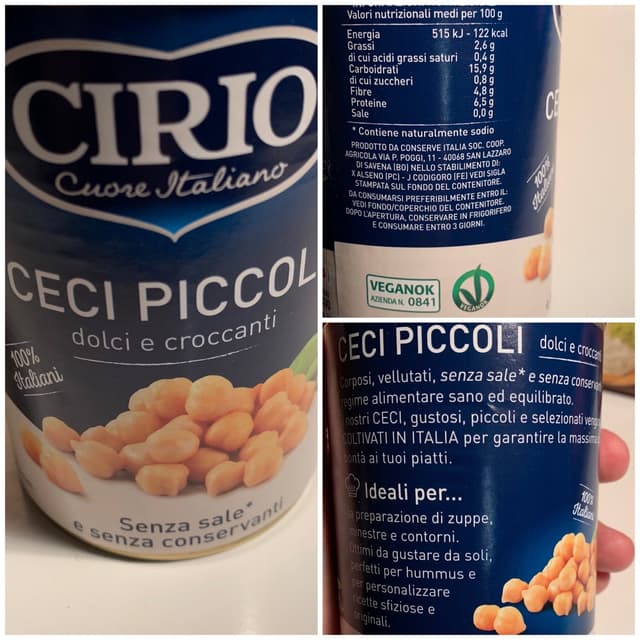 CIRIO
Cuore Italiano
CECI PICCOL
dolci e croccanti
100%
Italiani
Senza sale*
e senza conservanti
Valori nutrizionali medi per 100 g
Energia 515 kJ - 122 kcal
Grassi 2,6 g
di cui acidi grassi saturi 0,4 g
Carboidrati 15,9 g
di cui zuccheri 0,8 g
Fibre 4,8 g
Proteine 6,5 g
Sale 0,0 g
* Contiene naturalmente sodio
PRODOTTO DA CONSERVE ITALIA SOC. COOP.
AGRICOLA VIA P. POGGI, 11 - 40068 SAN LAZZARO
DI SAVENA (BO) NELLO STABILIMENTO DI:
X ALSENO (PC) - J CODIGORO (FE) VEDI SIGLA
STAMPATA SUL FONDO DEL CONTENITORE.
DA CONSUMARSI PREFERIBILMENTE ENTRO IL:
VEDI FONDO/COPERCHIO DEL CONTENITORE.
DOPO L'APERTURA, CONSERVARE IN FRIGORIFERO
E CONSUMARE ENTRO 3 GIORNI.
CE
100%
Italiani
VEGANOK
AZIENDA N. 0841
VEGANOK
CECI PICCOLI dolci e croccanti
Corposi, vellutati, senza sale* e senza conservan
regime alimentare sano ed equilibrato.
nostri CECI, gustosi, piccoli e selezionati veng
COLTIVATI IN ITALIA per garantire la massima
bontà ai tuoi piatti.
Ideali per...
a preparazione di zuppe,
minestre e contorni.
ttimi da gustare da soli,
perfetti per hummus e
per personalizzare
ricette sfiziose e
originali.
100%
Italiani